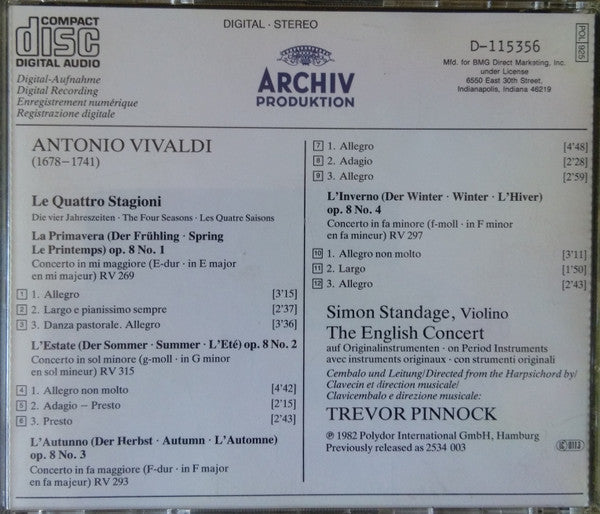 COMPACT
disc
DIGITAL AUDIO
Digital-Aufnahme
Digital Recording
Enregistrement numérique
Registrazione digitale
DIGITAL · STEREO
ARCHIV
PRODUKTION
D-115356
Mfd. for BMG Direct Marketing, Inc.
under License
6550 East 30th Street,
Indianapolis, Indiana 46219
POL 925
ANTONIO VIVALDI
(1678–1741)
Le Quattro Stagioni
Die vier Jahreszeiten · The Four Seasons · Les Quatre Saisons
La Primavera (Der Frühling · Spring
Le Printemps) op. 8 No. 1
Concerto in mi maggiore (E-dur · in E major
en mi majeur) RV 269
1 1. Allegro [3'15]
2 2. Largo e pianissimo sempre [2'37]
3 3. Danza pastorale. Allegro [3'36]
L'Estate (Der Sommer · Summer · L'Eté) op. 8 No. 2
Concerto in sol minore (g-moll · in G minor
en sol mineur) RV 315
4 1. Allegro non molto [4'42]
5 2. Adagio – Presto [2'15]
6 3. Presto [2'43]
L'Autunno (Der Herbst · Autumn · L'Automne)
op. 8 No. 3
Concerto in fa maggiore (F-dur · in F major
en fa majeur) RV 293
7 1. Allegro [4'48]
8 2. Adagio [2'28]
9 3. Allegro [2'59]
L'Inverno (Der Winter · Winter · L'Hiver)
op. 8 No. 4
Concerto in fa minore (f-moll · in F minor
en fa mineur) RV 297
10 1. Allegro non molto [3'11]
11 2. Largo [1'50]
12 3. Allegro [2'43]
Simon Standage, Violino
The English Concert
auf Originalinstrumenten · on Period Instruments
avec instruments originaux · con strumenti originali
Cembalo und Leitung/Directed from the Harpsichord by/
Clavecin et direction musicale/
Clavicembalo e direzione musicale:
TREVOR PINNOCK
℗ 1982 Polydor International GmbH, Hamburg
Previously released as 2534 003
0113